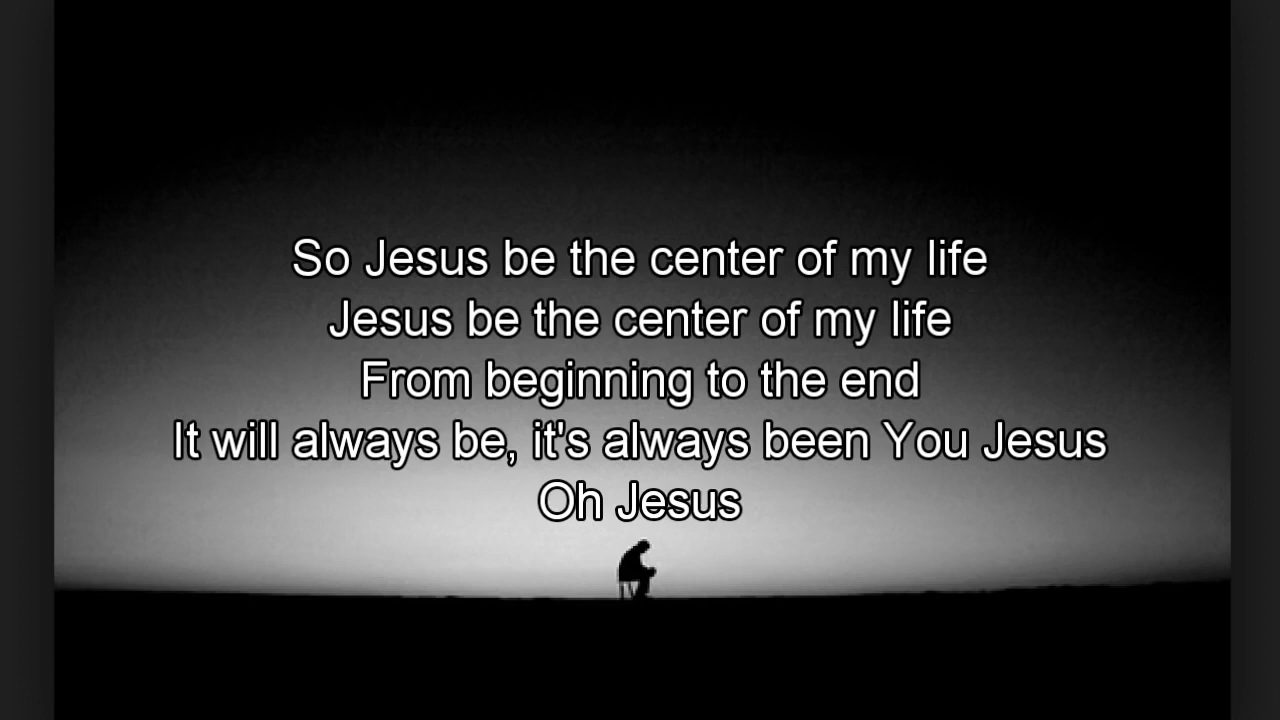 So Jesus be the center of my life
Jesus be the center of my life
From beginning to the end
It will always be, it's always been You Jesus
Oh Jesus